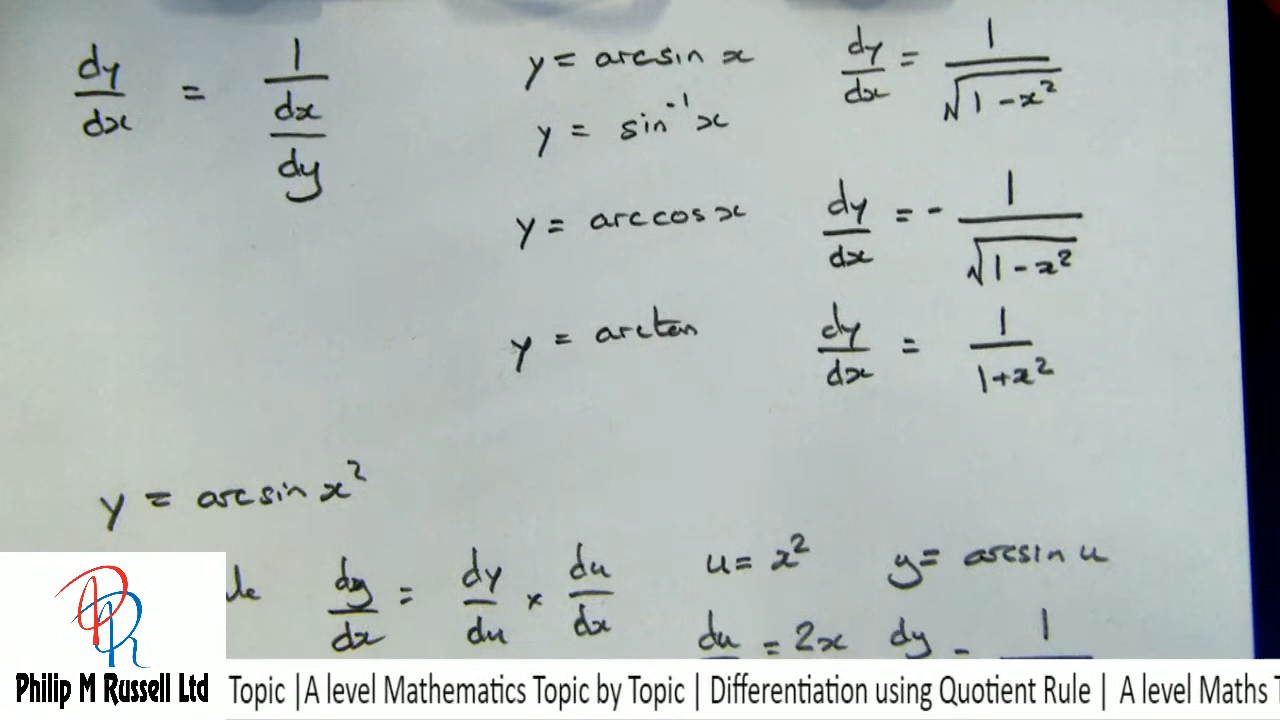 dy/dx = 1/(dx/dy)
y = arcsin x    dy/dx = 1/√(1-x²)
y = sin⁻¹x
y = arccos x    dy/dx = - 1/√(1-x²)
y = arctan    dy/dx = 1/(1+x²)
y = arcsin x²
dy/dx = dy/du × du/dx    u = x²    y = arcsin u
du = 2x    dy = 1
Philip M Russell Ltd
Topic | A level Mathematics Topic by Topic | Differentiation using Quotient Rule | A level Maths T